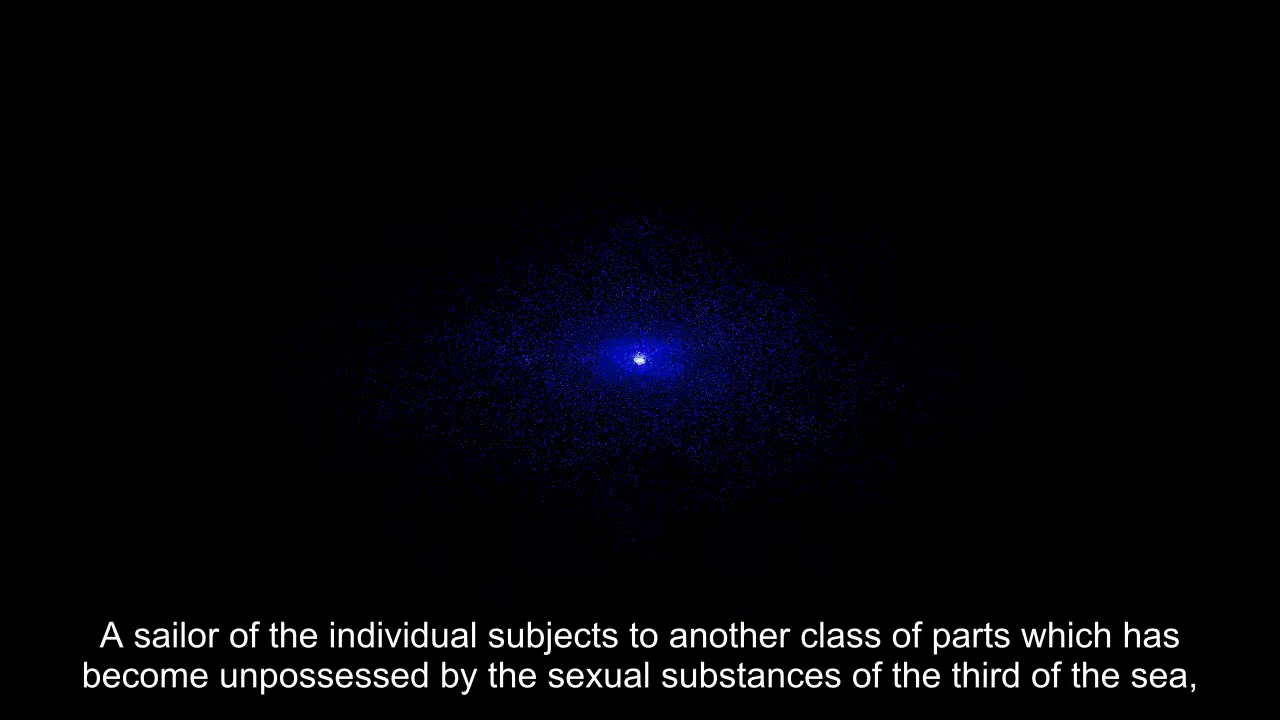 A sailor of the individual subjects to another class of parts which has
become unpossessed by the sexual substances of the third of the sea,